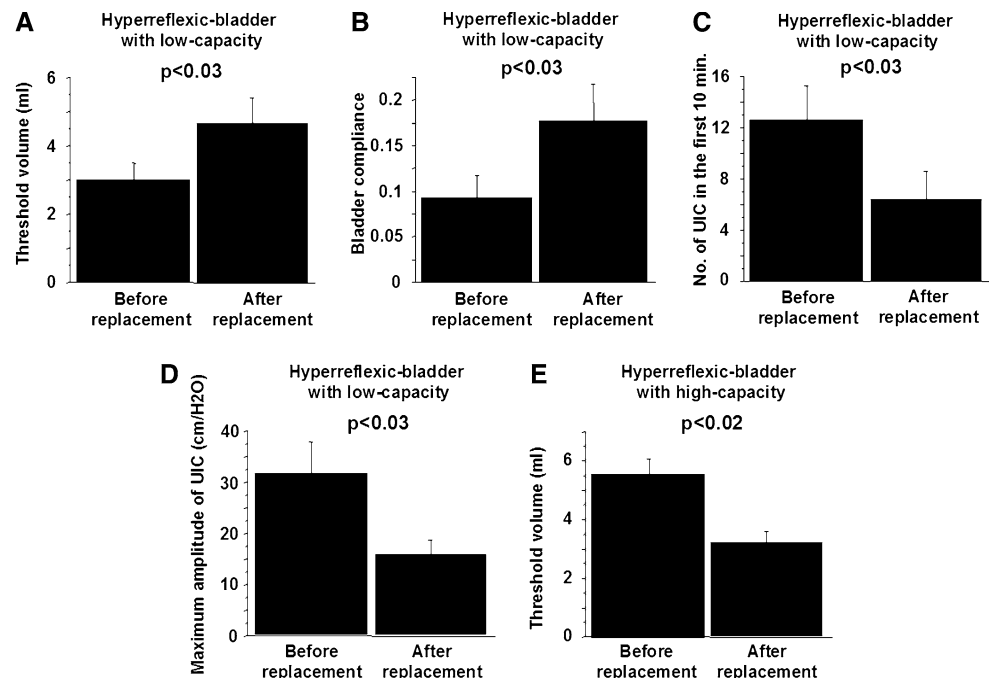 A
Hyperreflexic-bladder
with low-capacity
p<0.03
Threshold volume (ml)
6
4
2
0
Before
replacement
After
replacement
B
Hyperreflexic-bladder
with low-capacity
p<0.03
Bladder compliance
0.2
0.15
0.1
0.05
0
Before
replacement
After
replacement
C
Hyperreflexic-bladder
with low-capacity
p<0.03
No. of UIC in the first 10 min.
16
12
8
4
0
Before
replacement
After
replacement
D
Hyperreflexic-bladder
with low-capacity
p<0.03
Maximum amplitude of UIC (cm/H2O)
40
30
20
10
0
Before
replacement
After
replacement
E
Hyperreflexic-bladder
with high-capacity
p<0.02
Threshold volume (ml)
6
4
2
0
Before
replacement
After
replacement